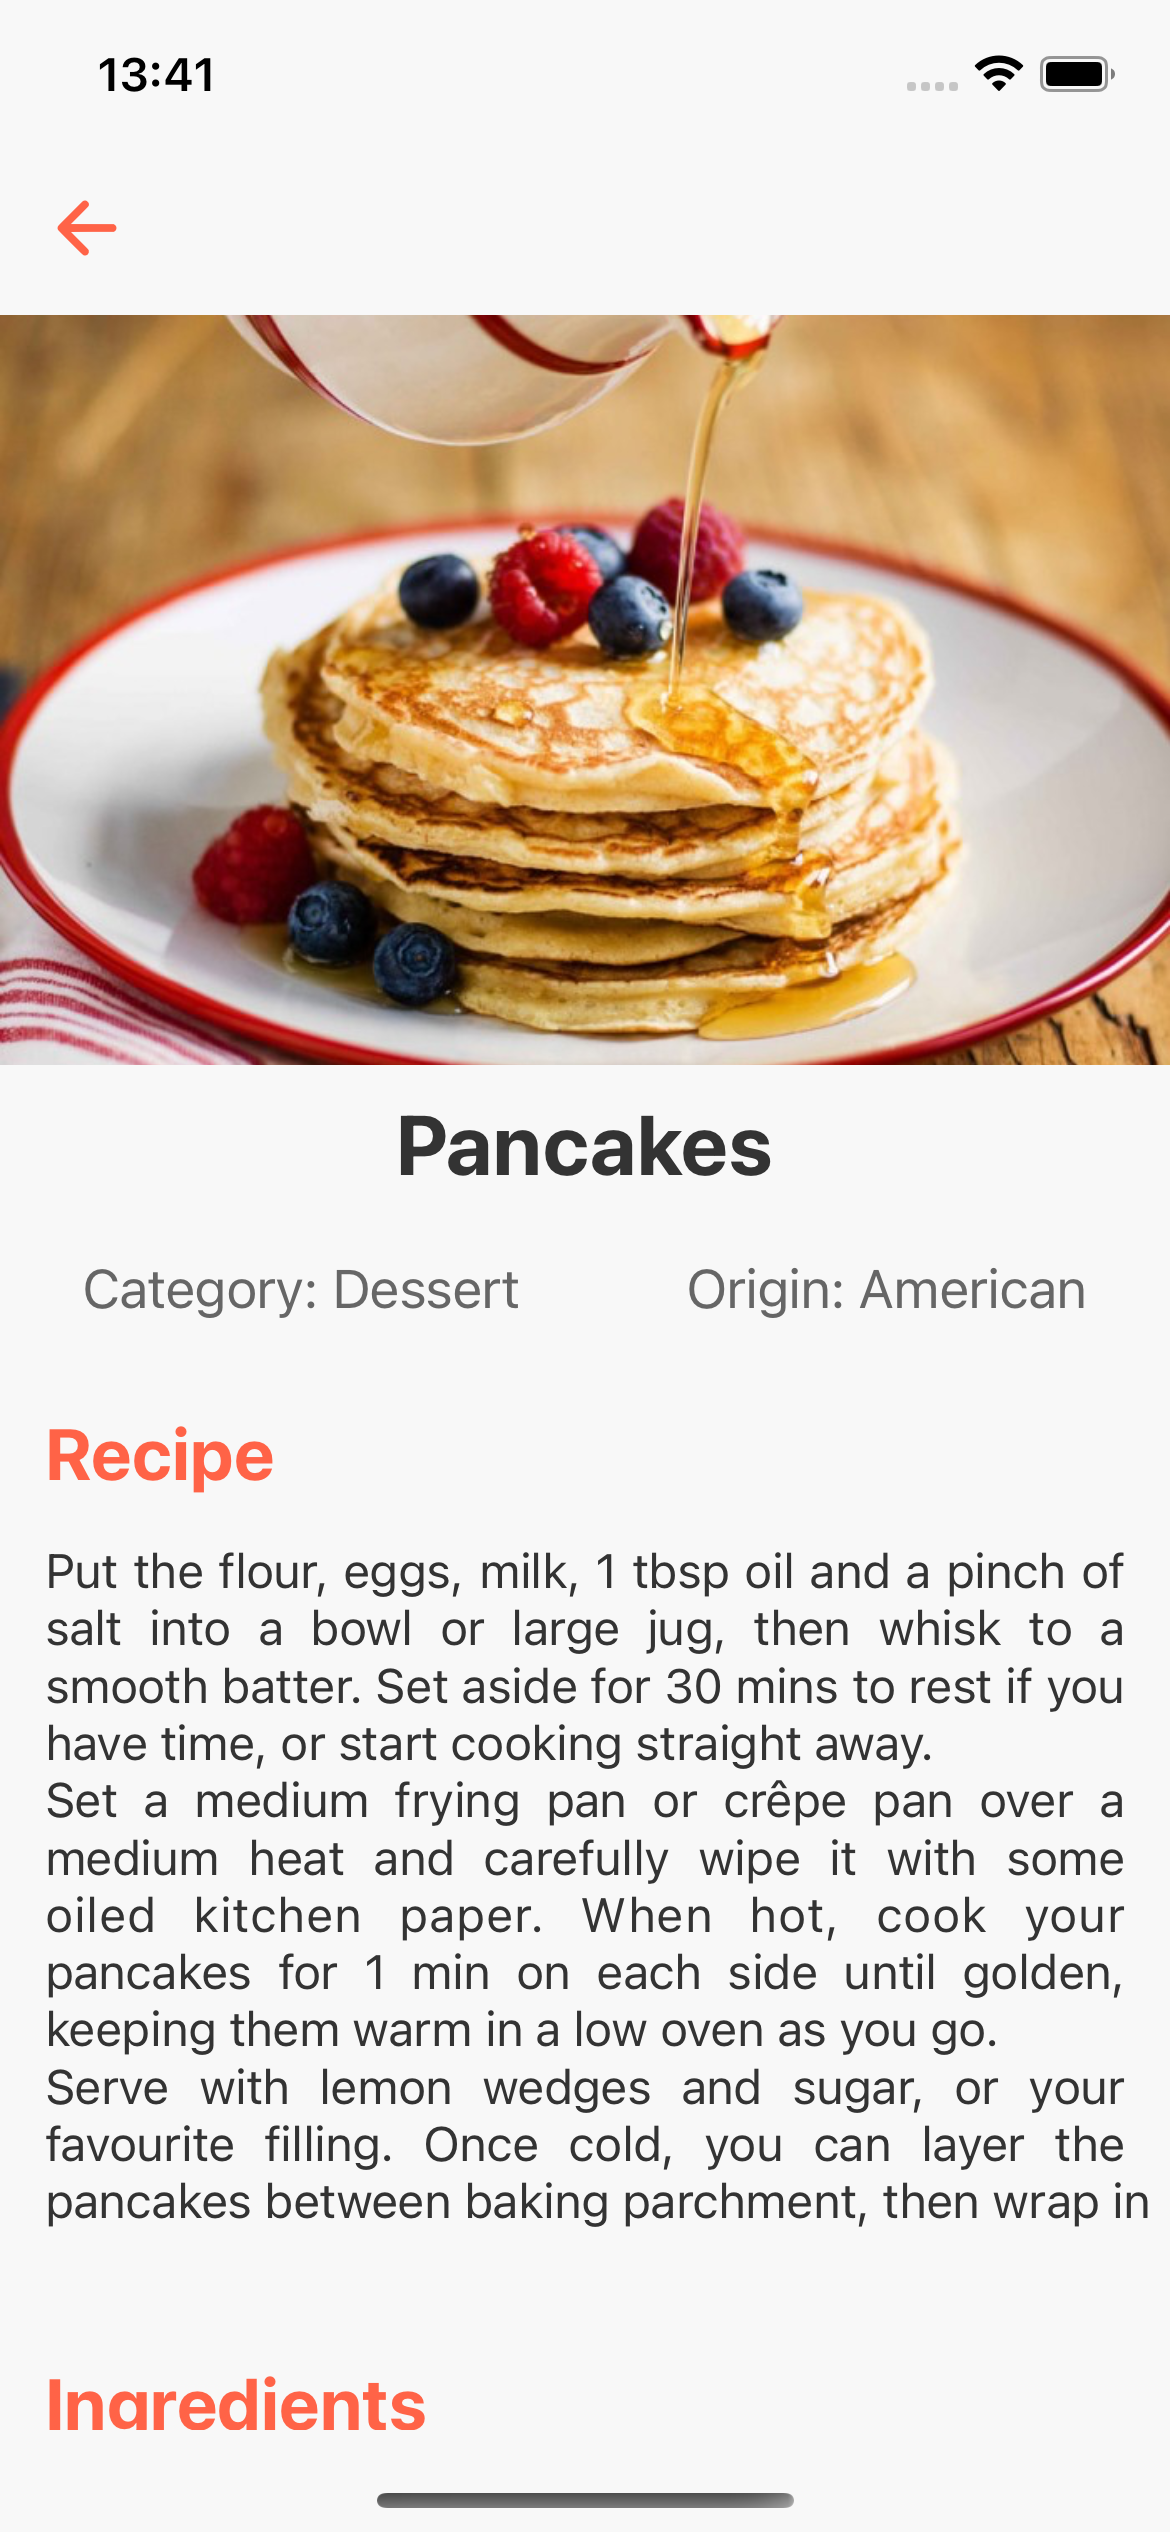 13:41
Pancakes
Category: Dessert
Origin: American
Recipe
Put the flour, eggs, milk, 1 tbsp oil and a pinch of
salt into a bowl or large jug, then whisk to a
smooth batter. Set aside for 30 mins to rest if you
have time, or start cooking straight away.
Set a medium frying pan or crêpe pan over a
medium heat and carefully wipe it with some
oiled kitchen paper. When hot, cook your
pancakes for 1 min on each side until golden,
keeping them warm in a low oven as you go.
Serve with lemon wedges and sugar, or your
favourite filling. Once cold, you can layer the
pancakes between baking parchment, then wrap in
Ingredients